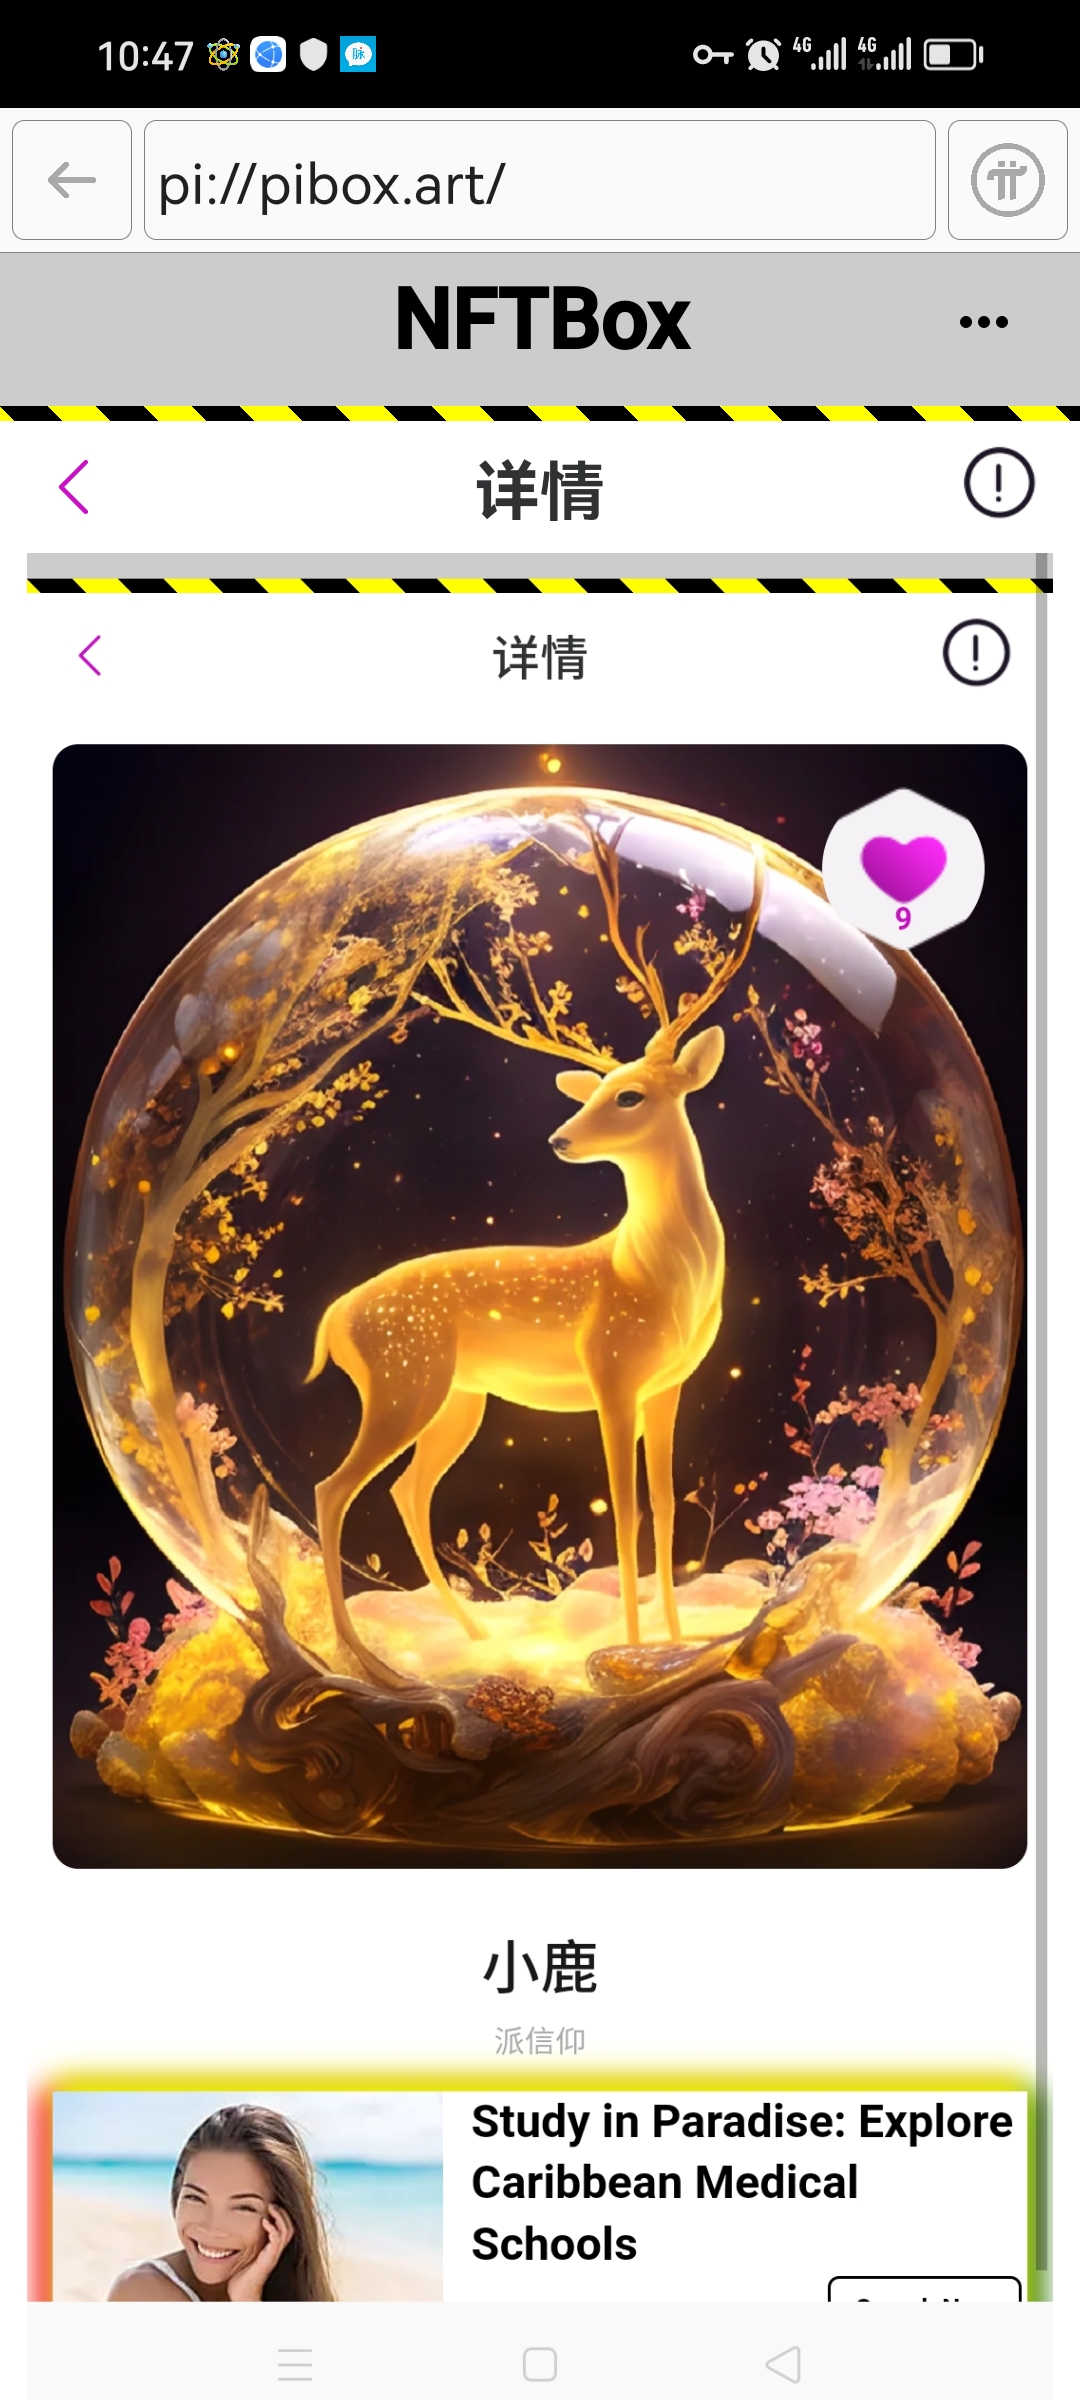 10:47
脉
4G
4G
pi://pibox.art/
NFTBox
详情
详情
9
小鹿
派信仰
Study in Paradise: Explore
Caribbean Medical
Schools